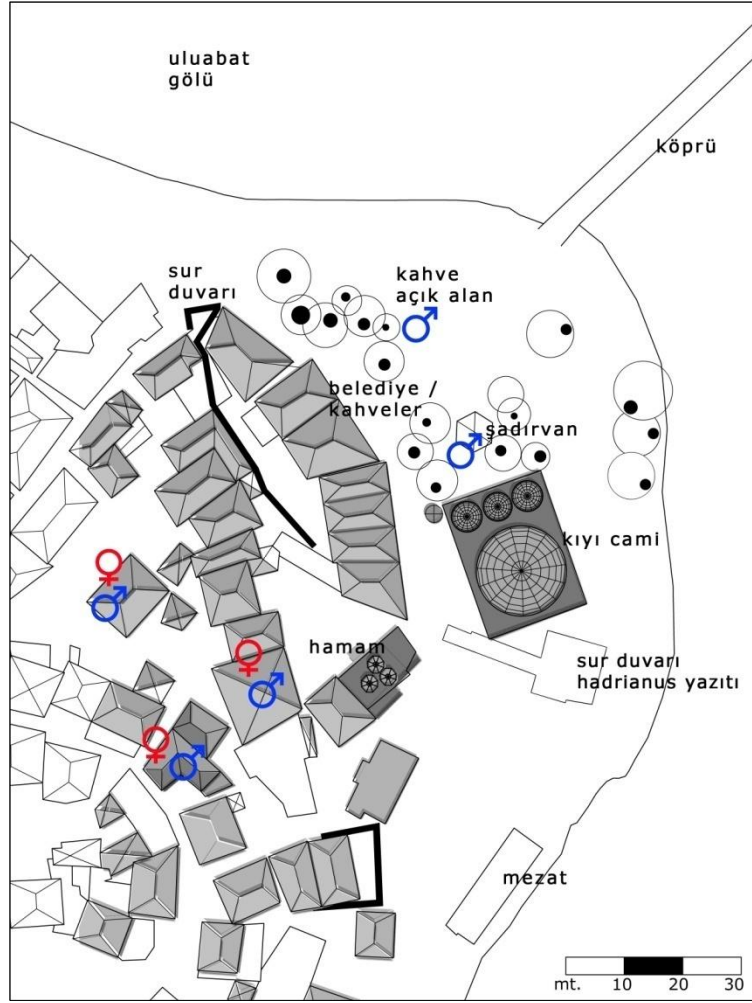 uluabat
gölü
köprü
sur
duvarı
kahve
açık alan
belediye /
kahveler
şadırvan
kıyı cami
hamam
sur duvarı
hadrianus yazıtı
mezat
mt. 10 20 30